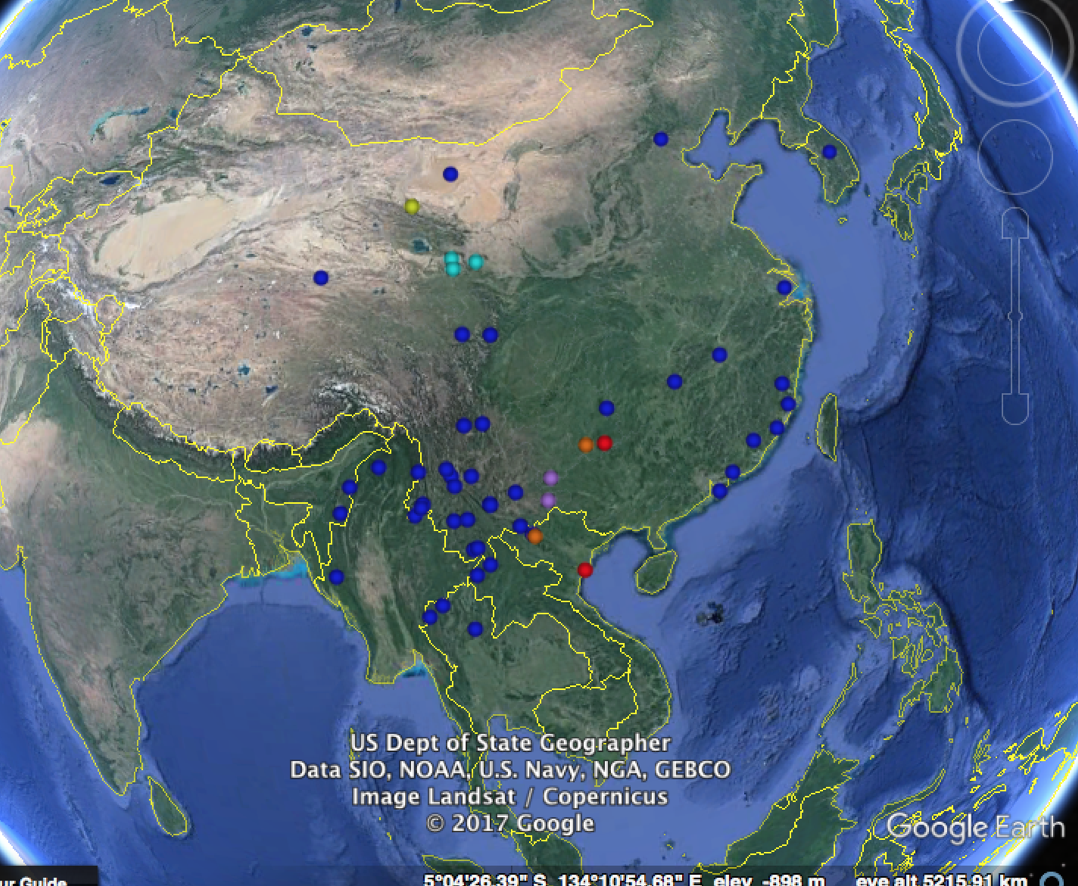 US Dept of State Geographer
Data SIO, NOAA, U.S. Navy, NGA, GEBCO
Image Landsat / Copernicus
© 2017 Google
Google Earth
ur Guide
5°04'26.39" S 134°10'54.68" E elev -898 m eye alt 5215.91 km